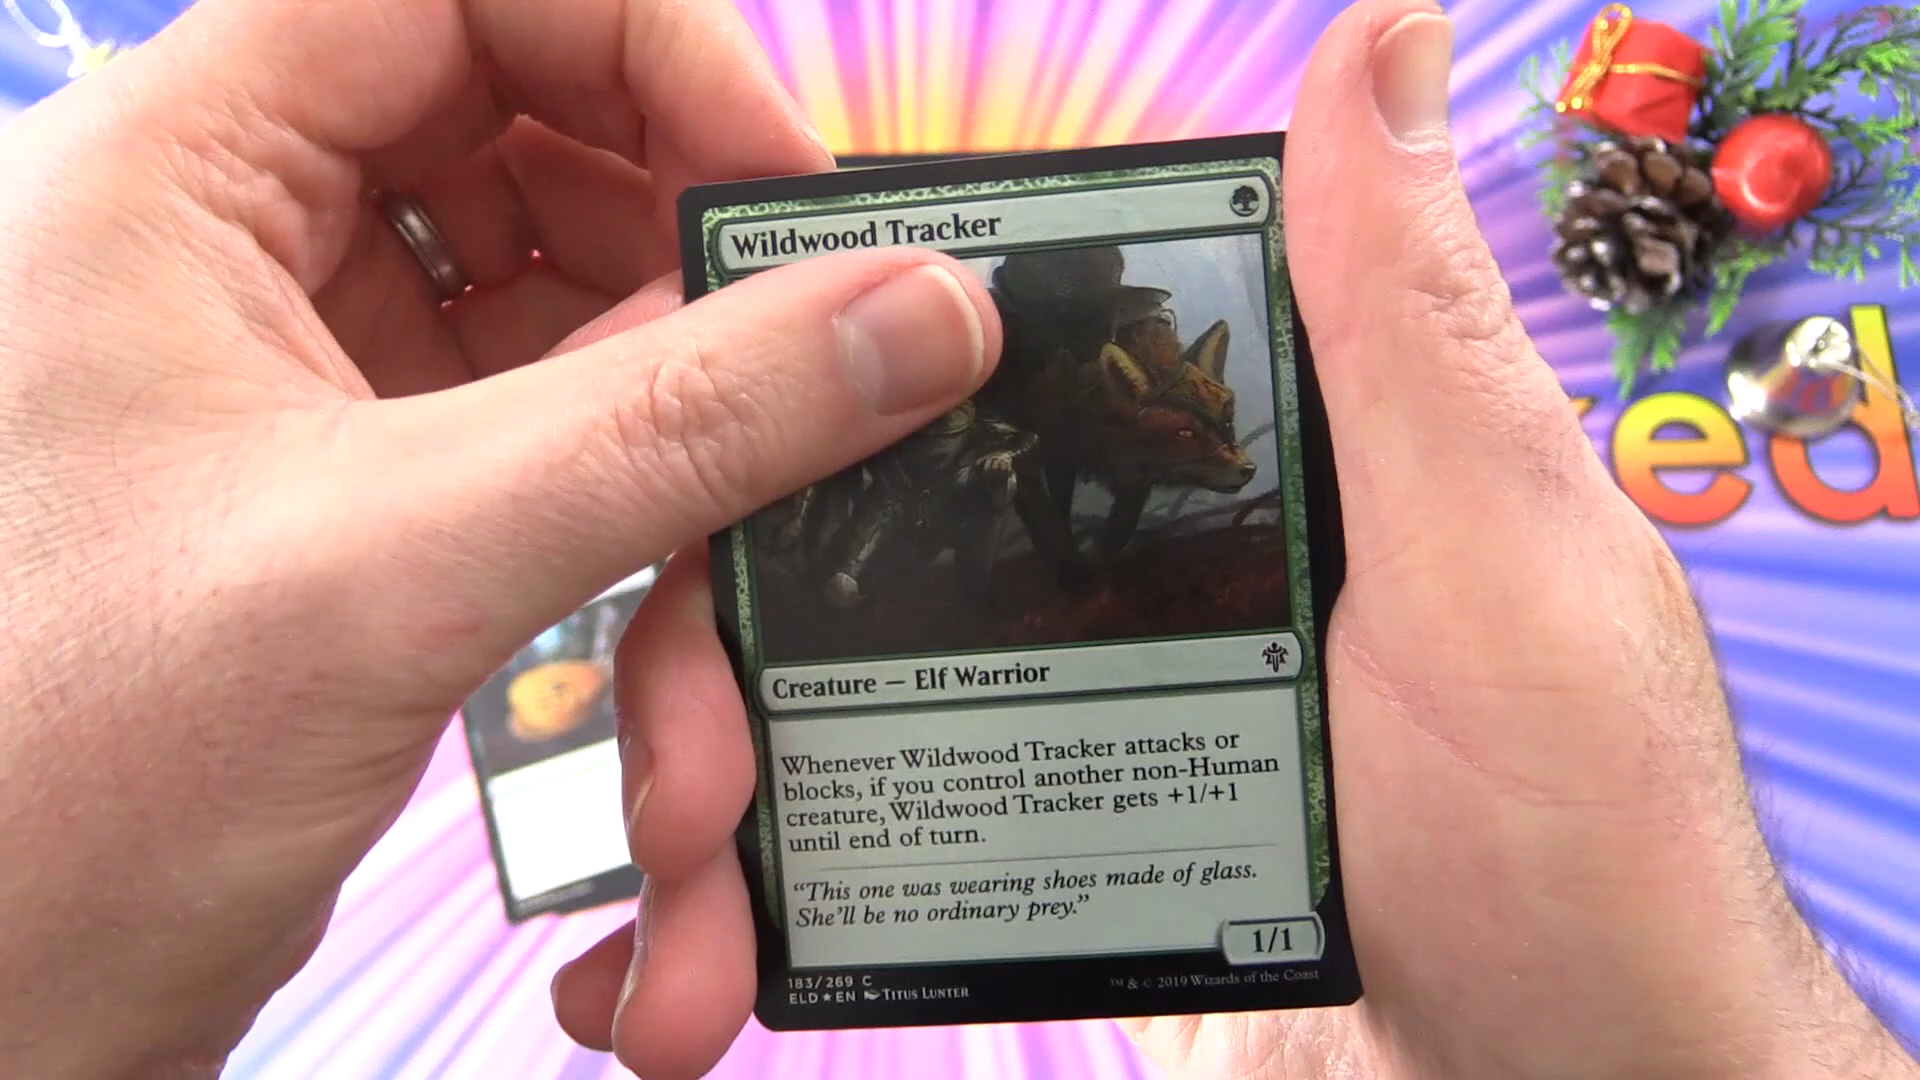 Wildwood Tracker
ed
Creature — Elf Warrior
Whenever Wildwood Tracker attacks or
blocks, if you control another non-Human
creature, Wildwood Tracker gets +1/+1
until end of turn.
“This one was wearing shoes made of glass.
She’ll be no ordinary prey.”
1/1
183/269 C
ELD★EN Titus Lunter
™ & © 2019 Wizards of the Coast